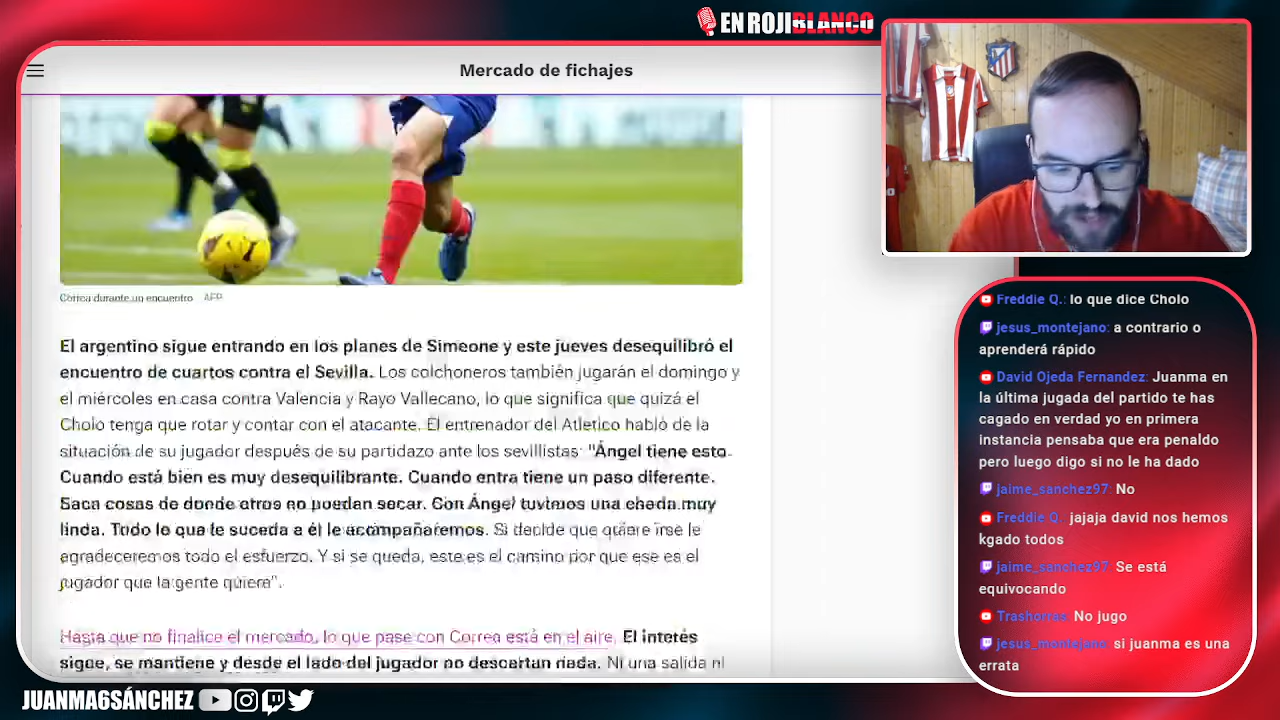 EN ROJIBLANCO
Mercado de fichajes
Correa durante un encuentro AFP
El argentino sigue entrando en los planes de Simeone y este jueves desequilibró el
encuentro de cuartos contra el Sevilla. Los colchoneros también jugarán el domingo y
el miércoles en casa contra Valencia y Rayo Vallecano, lo que significa que quizá el
Cholo tenga que rotar y contar con el atacante. El entrenador del Atletico habló de la
situación de su jugador después de su partidazo ante los sevillistas: "Ángel tiene esto.
Cuando está bien es muy desequilibrante. Cuando entra tiene un paso diferente.
Saca cosas de donde otros no pueden sacar. Con Ángel tuvimos una charla muy
linda. Todo lo que le suceda a él le acompañaremos. Si decide que quiere irse le
agradeceremos todo el esfuerzo. Y si se queda, este es el camino por que ese es el
jugador que la gente quiere".
Hasta que no finalice el mercado, lo que pase con Correa está en el aire. El interés
sigue, se mantiene y desde el lado del jugador no descartan nada. Ni una salida ni
Freddie Q.: lo que dice Cholo
jesus_montejano: a contrario o
aprenderá rápido
David Ojeda Fernandez: Juanma en
la última jugada del partido te has
cagado en verdad yo en primera
instancia pensaba que era penaldo
pero luego digo si no le ha dado
jaime_sanchez97: No
Freddie Q.: jajaja david nos hemos
kgado todos
jaime_sanchez97: Se está
equivocando
Trashorras: No jugo
jesus_montejano: si juanma es una
errata
JUANMA6SÁNCHEZ